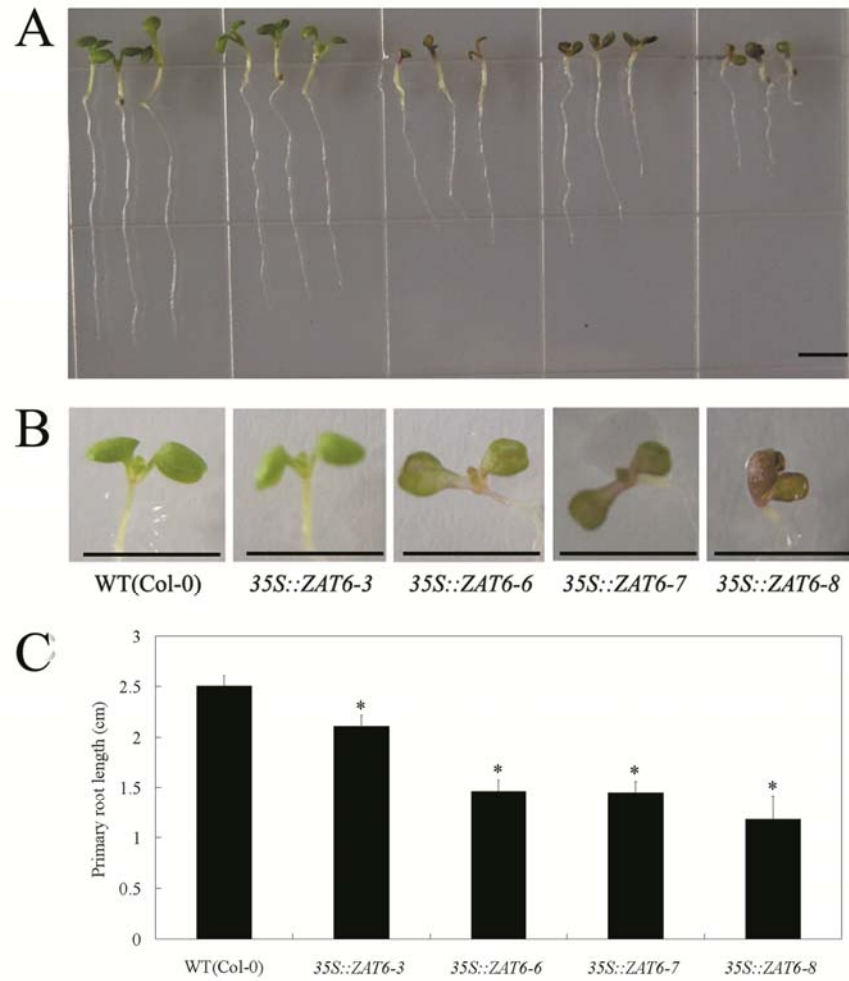 A
B
WT(Col-0) 35S::ZAT6-3 35S::ZAT6-6 35S::ZAT6-7 35S::ZAT6-8
C
3
2.5
2
1.5
1
0.5
0
Primary root length (cm)
*
*
*
*
WT(Col-0) 35S::ZAT6-3 35S::ZAT6-6 35S::ZAT6-7 35S::ZAT6-8